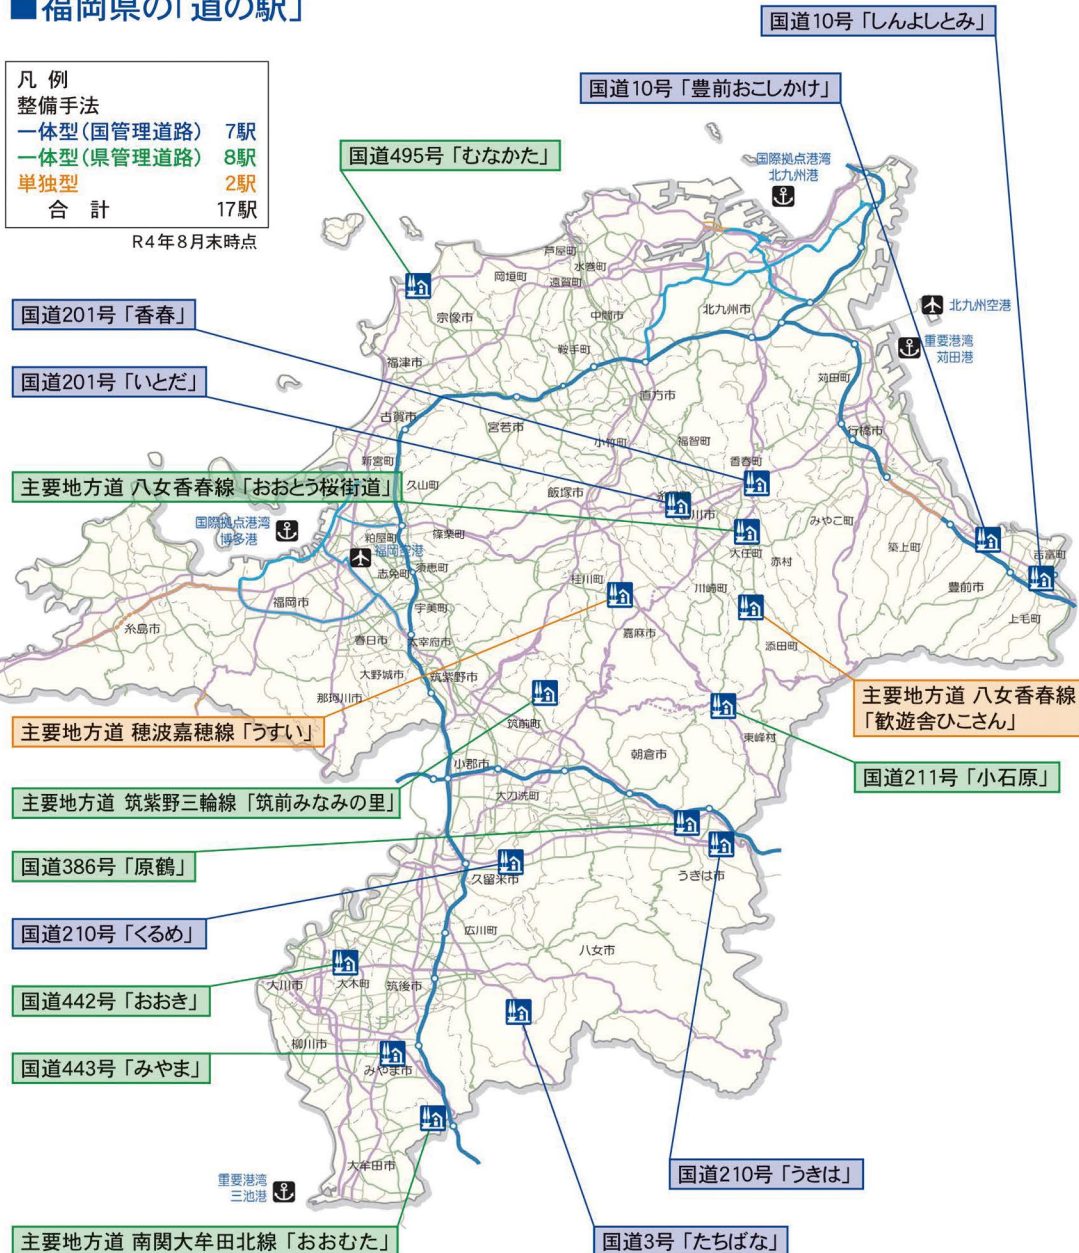 ■福岡県の「道の駅」
凡 例
整備手法
一体型(国管理道路) 7駅
一体型(県管理道路) 8駅
単独型 2駅
合 計 17駅
R4年8月末時点
国道10号「しんよしとみ」
国道10号「豊前おこしかけ」
国道495号「むなかた」
国際拠点港湾
北九州港
芦屋町
水巻町
岡垣町
遠賀町
宗像市
中間市
北九州市
北九州空港
重要港湾
苅田港
国道201号「香春」
鞍手町
福津市
苅田町
国道201号「いとだ」
直方市
古賀市
宮若市
行橋市
小竹町
福智町
新宮町
香春町
主要地方道 八女香春線「おおとう桜街道」
久山町
飯塚市
川市
みやこ町
国際拠点港湾
博多港
粕屋町
篠栗町
福岡空港
大任町
築上町
吉富町
志免町
須恵町
赤村
桂川町
川崎町
豊前市
福岡市
宇美町
上毛町
糸島市
春日市
太宰府市
嘉麻市
添田町
大野城市
筑紫野市
那珂川市
主要地方道 八女香春線
「歓遊舎ひこさん」
主要地方道 穂波嘉穂線「うすい」
筑前町
東峰村
朝倉市
小郡市
国道211号「小石原」
主要地方道 筑紫野三輪線「筑前みなみの里」
大刀洗町
国道386号「原鶴」
久留米市
うきは市
国道210号「くるめ」
広川町
八女市
国道442号「おおき」
大川市
大木町
筑後市
柳川市
国道443号「みやま」
みやま市
大牟田市
国道210号「うきは」
重要港湾
三池港
主要地方道 南関大牟田北線「おおむた」
国道3号「たちばな」